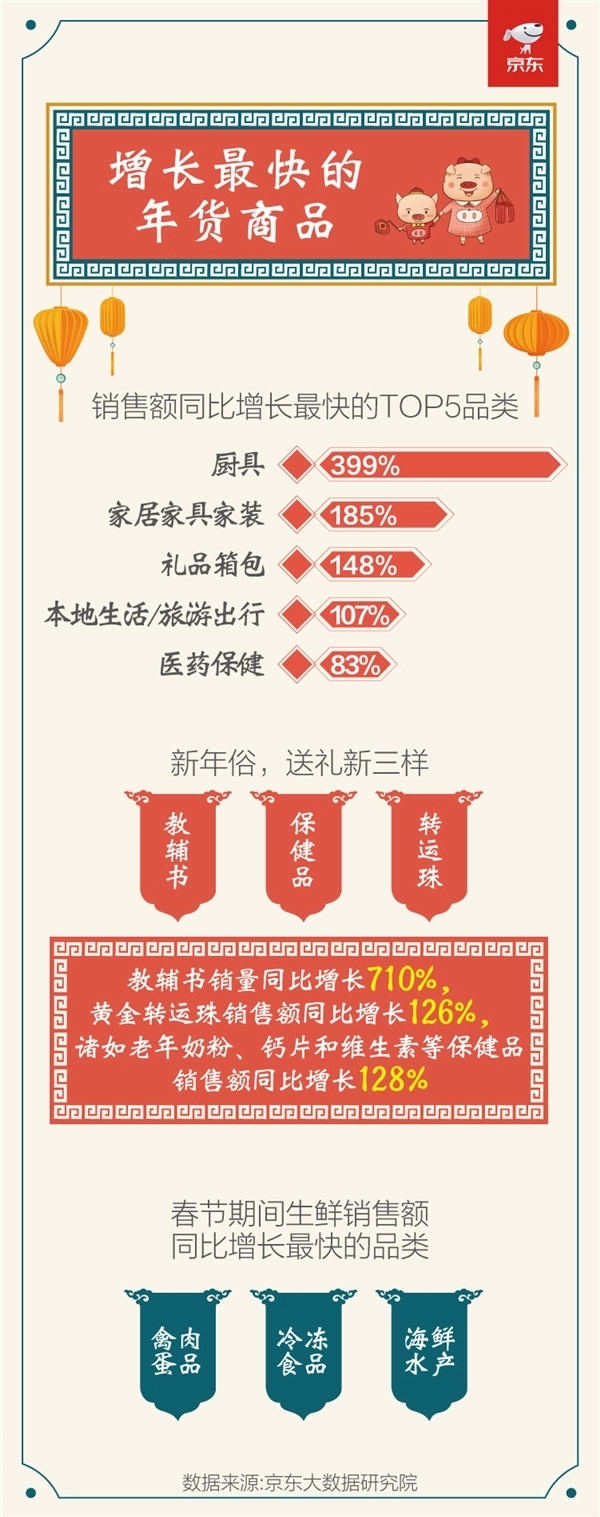 京东
增长最快的
年货商品
销售额同比增长最快的TOP5品类
厨具 399%
家居家具家装 185%
礼品箱包 148%
本地生活/旅游出行 107%
医药保健 83%
新年俗，送礼新三样
教辅书
保健品
转运珠
教辅书销量同比增长710%，
黄金转运珠销售额同比增长126%，
诸如老年奶粉、钙片和维生素等保健品
销售额同比增长128%
春节期间生鲜销售额
同比增长最快的品类
禽肉
蛋品
冷冻
食品
海鲜
水产
数据来源:京东大数据研究院